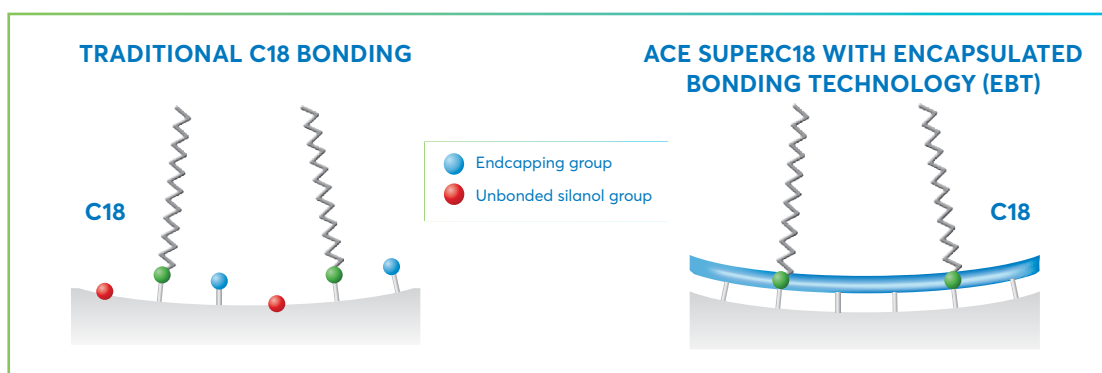 TRADITIONAL C18 BONDING
ACE SUPERC18 WITH ENCAPSULATED
BONDING TECHNOLOGY (EBT)
Endcapping group
Unbonded silanol group
C18
C18